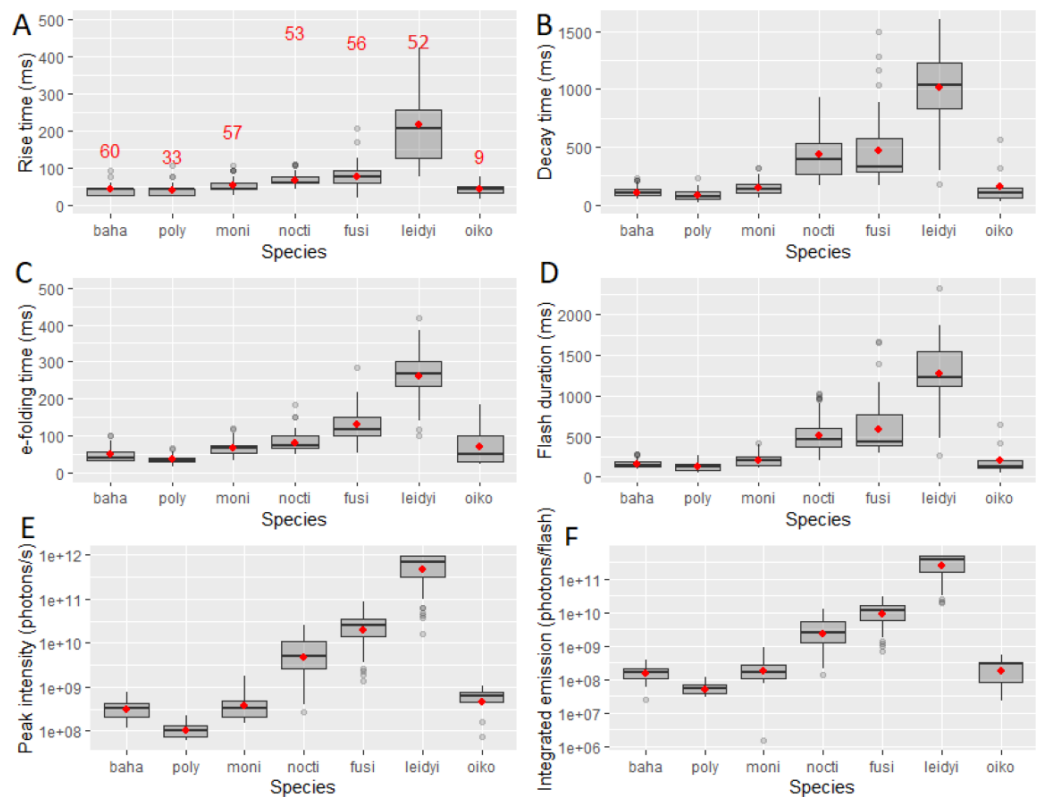 A
Rise time (ms)
500
400
300
200
100
0
60
33
57
53
56
52
9
baha poly moni nocti fusi leidyi oiko
Species
B
Decay time (ms)
1500
1000
500
0
baha poly moni nocti fusi leidyi oiko
Species
C
e-folding time (ms)
500
400
300
200
100
0
baha poly moni nocti fusi leidyi oiko
Species
D
Flash duration (ms)
2000
1500
1000
500
0
baha poly moni nocti fusi leidyi oiko
Species
E
Peak intensity (photons/s)
1e+12
1e+11
1e+10
1e+09
1e+08
baha poly moni nocti fusi leidyi oiko
Species
F
Integrated emission (photons/flash)
1e+11
1e+10
1e+09
1e+08
1e+07
1e+06
baha poly moni nocti fusi leidyi oiko
Species